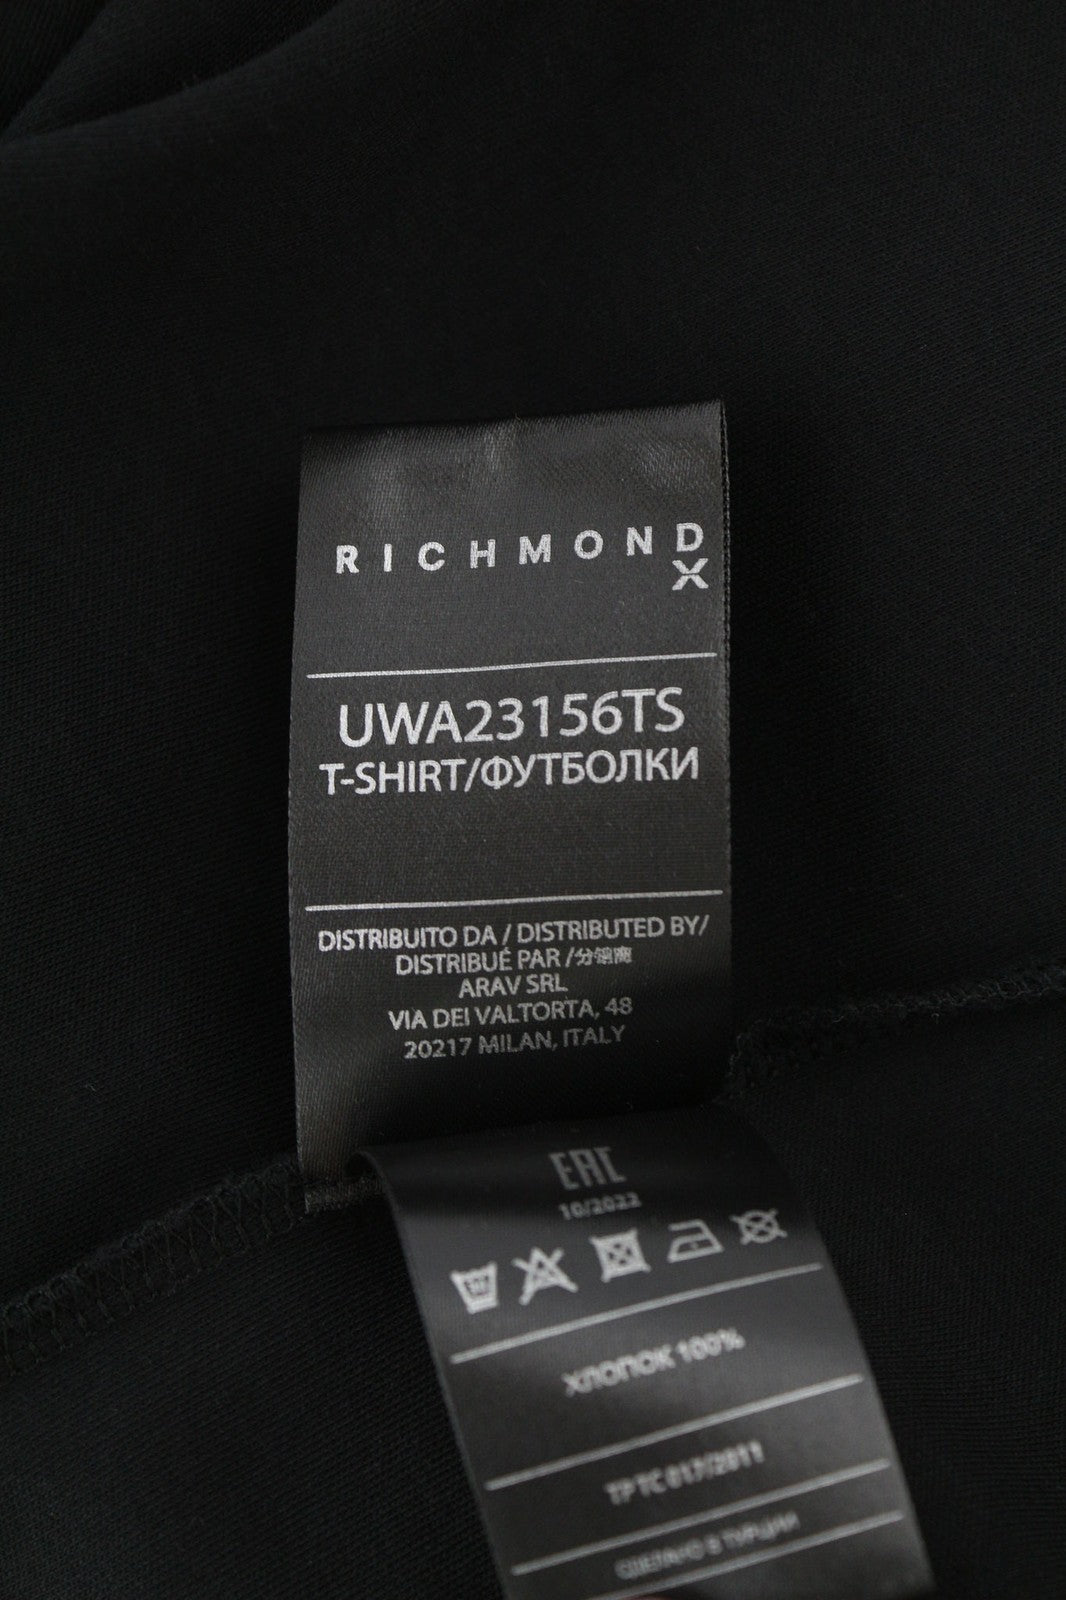 RICHMOND
X
UWA23156TS
T-SHIRT/ФУТБОЛКИ
DISTRIBUITO DA / DISTRIBUTED BY/
DISTRIBUÉ PAR /分銷商
ARAV SRL
VIA DEI VALTORTA, 48
20217 MILAN, ITALY
EAC
10/2022
ХЛОПОК 100%
ТР ТС 017/2011
СДЕЛАНО В ТУРЦИИ